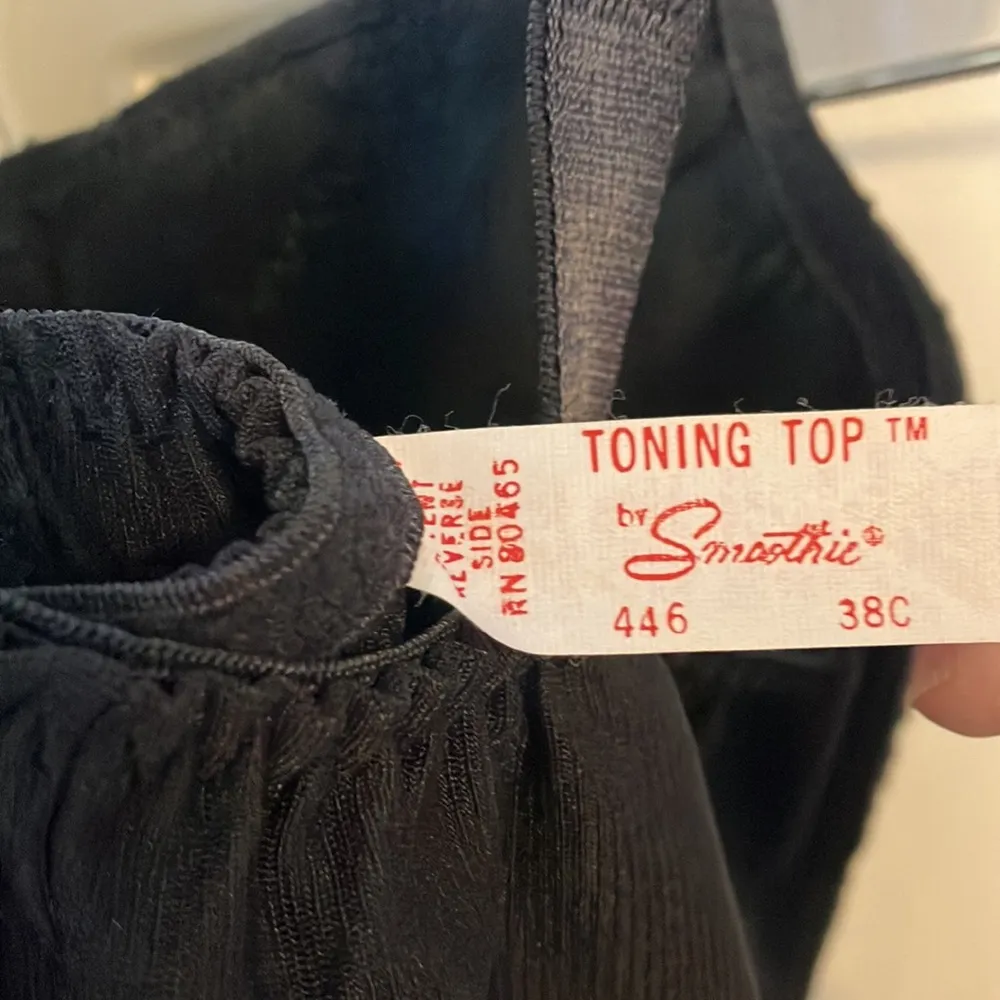 TONING TOP ™
by Smoothie®
446 38C
REVERSE
SIDE
RN 80465